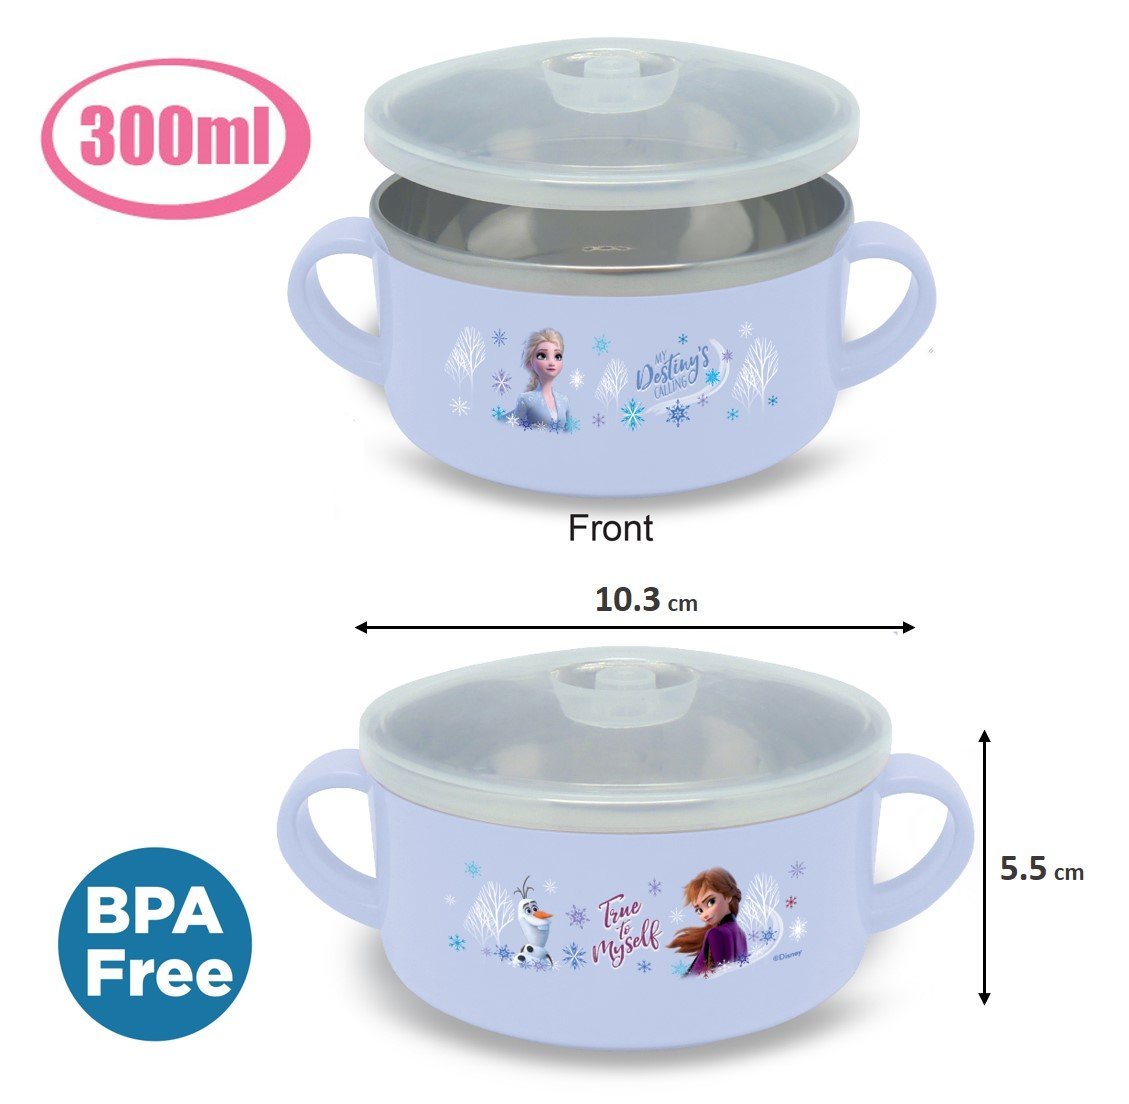 300ml
MY
Destiny's
CALLING
Front
10.3 cm
5.5 cm
BPA
Free
True
to
Myself
©Disney